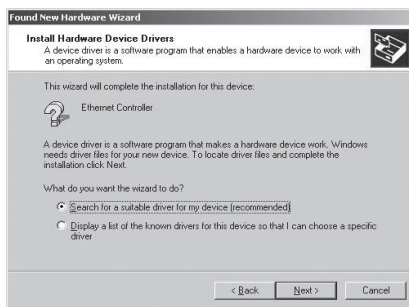 Found New Hardware Wizard
Install Hardware Device Drivers
A device driver is a software program that enables a hardware device to work with
an operating system.
This wizard will complete the installation for this device:
Ethernet Controller
A device driver is a software program that makes a hardware device work. Windows
needs driver files for your new device. To locate driver files and complete the
installation click Next.
What do you want the wizard to do?
Search for a suitable driver for my device (recommended)
Display a list of the known drivers for this device so that I can choose a specific
driver
< Back Next > Cancel